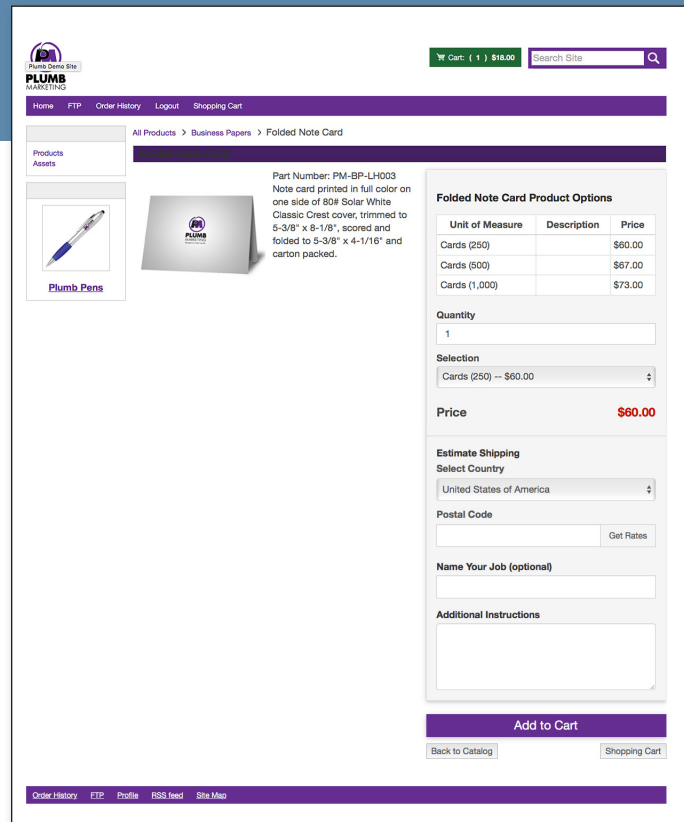 Plumb Demo Site
PLUMB
MARKETING
Cart: ( 1 ) $18.00
Search Site
Home FTP Order History Logout Shopping Cart
All Products > Business Papers > Folded Note Card
Products
Assets
Plumb Pens
PLUMB
MARKETING
Part Number: PM-BP-LH003
Note card printed in full color on
one side of 80# Solar White
Classic Crest cover, trimmed to
5-3/8" x 8-1/8", scored and
folded to 5-3/8" x 4-1/16" and
carton packed.
Folded Note Card Product Options
Unit of Measure Description Price
Cards (250) $60.00
Cards (500) $67.00
Cards (1,000) $73.00
Quantity
1
Selection
Cards (250) -- $60.00
Price $60.00
Estimate Shipping
Select Country
United States of America
Postal Code
Get Rates
Name Your Job (optional)
Additional Instructions
Add to Cart
Back to Catalog Shopping Cart
Order History FTP Profile RSS feed Site Map